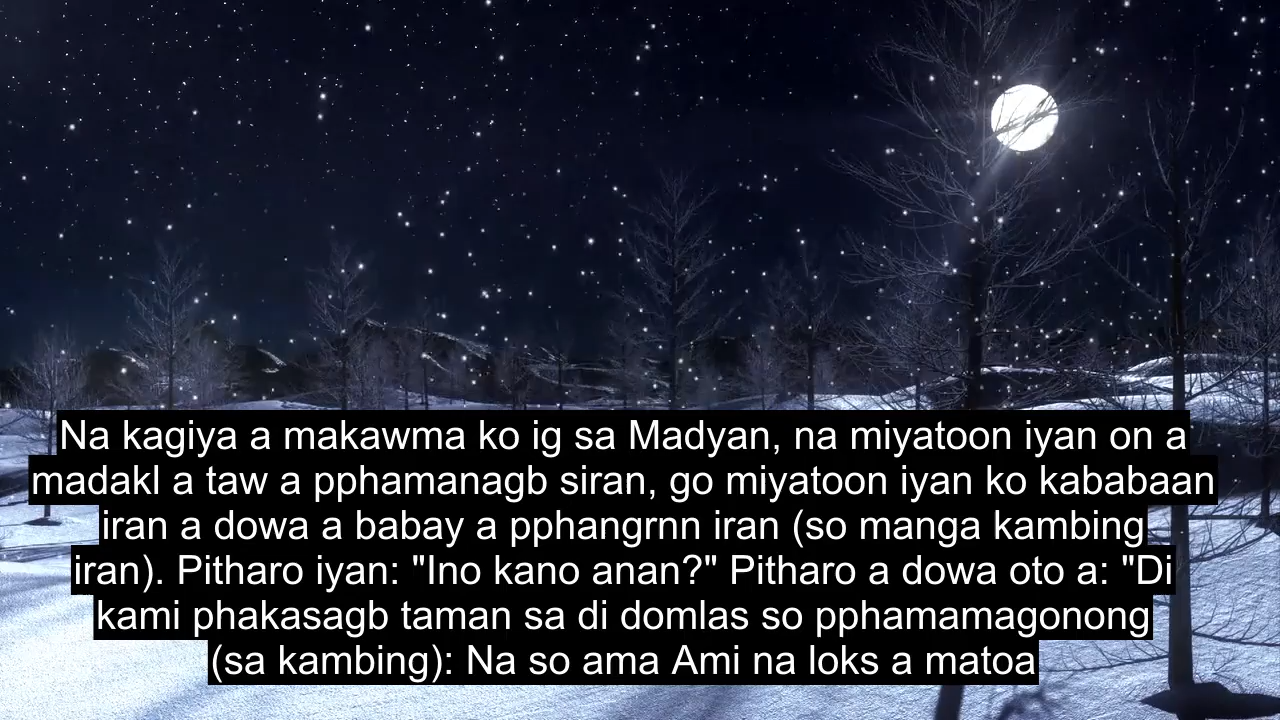 Na kagiya a makawma ko ig sa Madyan, na miyatoon iyan on a
madakl a taw a pphamanagb siran, go miyatoon iyan ko kababaan
iran a dowa a babay a pphangrnn iran (so manga kambing
iran). Pitharo iyan: "Ino kano anan?" Pitharo a dowa oto a: "Di
kami phakasagb taman sa di domlas so pphamamagonong
(sa kambing): Na so ama Ami na loks a matoa